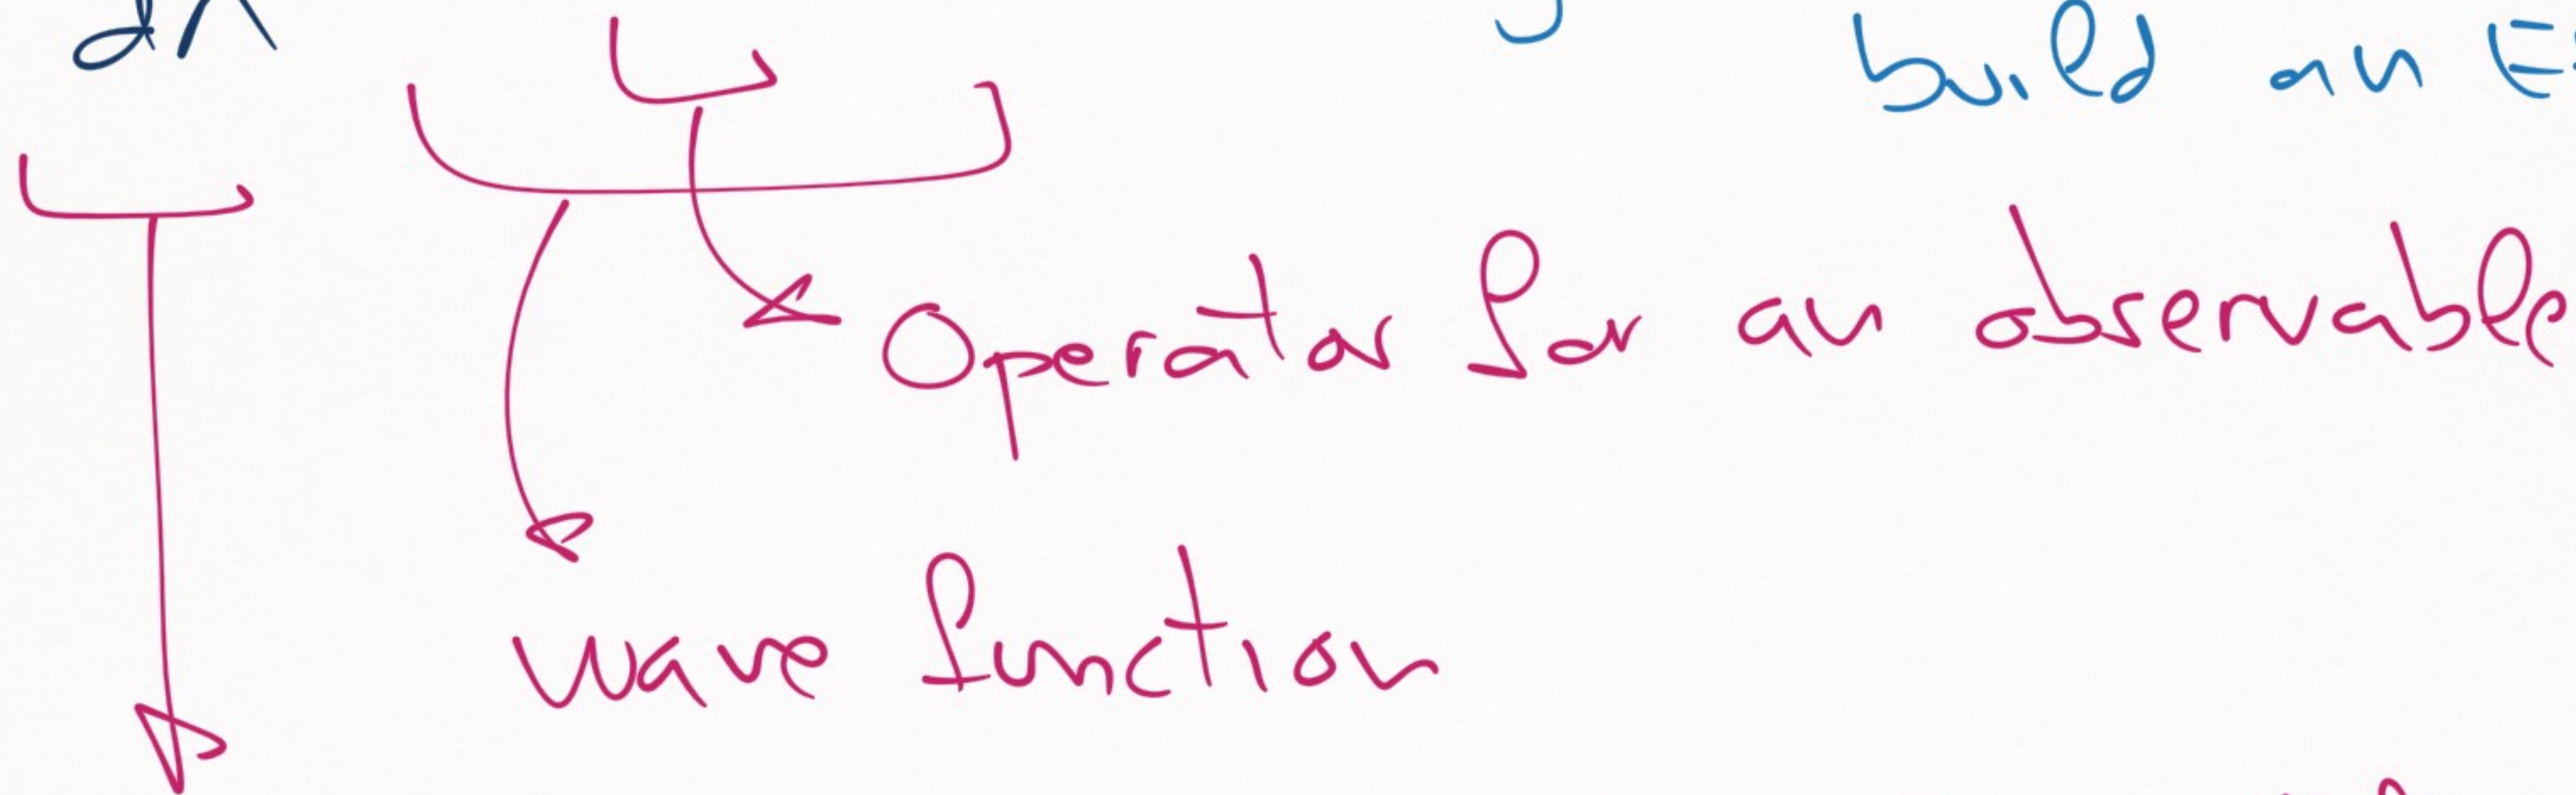 build an
Operator for an observable
wave function